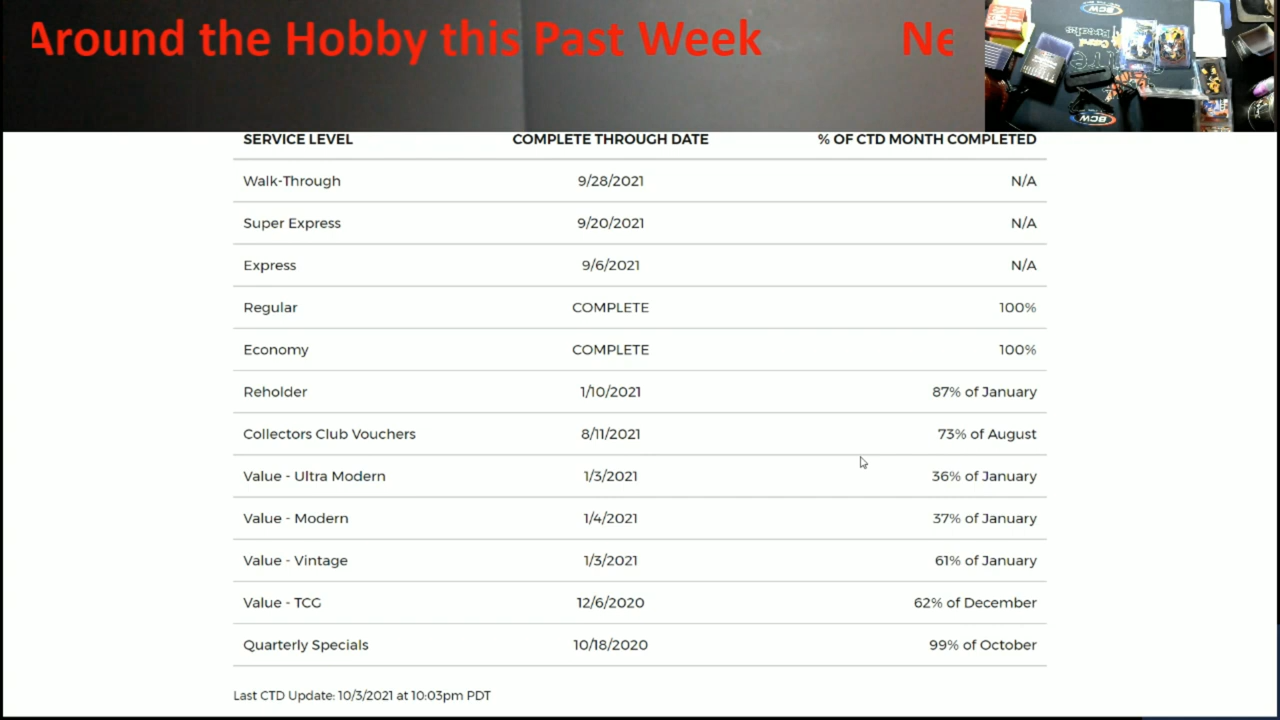 Around the Hobby this Past Week Ne
SERVICE LEVEL COMPLETE THROUGH DATE % OF CTD MONTH COMPLETED
Walk-Through 9/28/2021 N/A
Super Express 9/20/2021 N/A
Express 9/6/2021 N/A
Regular COMPLETE 100%
Economy COMPLETE 100%
Reholder 1/10/2021 87% of January
Collectors Club Vouchers 8/11/2021 73% of August
Value - Ultra Modern 1/3/2021 36% of January
Value - Modern 1/4/2021 37% of January
Value - Vintage 1/3/2021 61% of January
Value - TCG 12/6/2020 62% of December
Quarterly Specials 10/18/2020 99% of October
Last CTD Update: 10/3/2021 at 10:03pm PDT
BCW
BCW